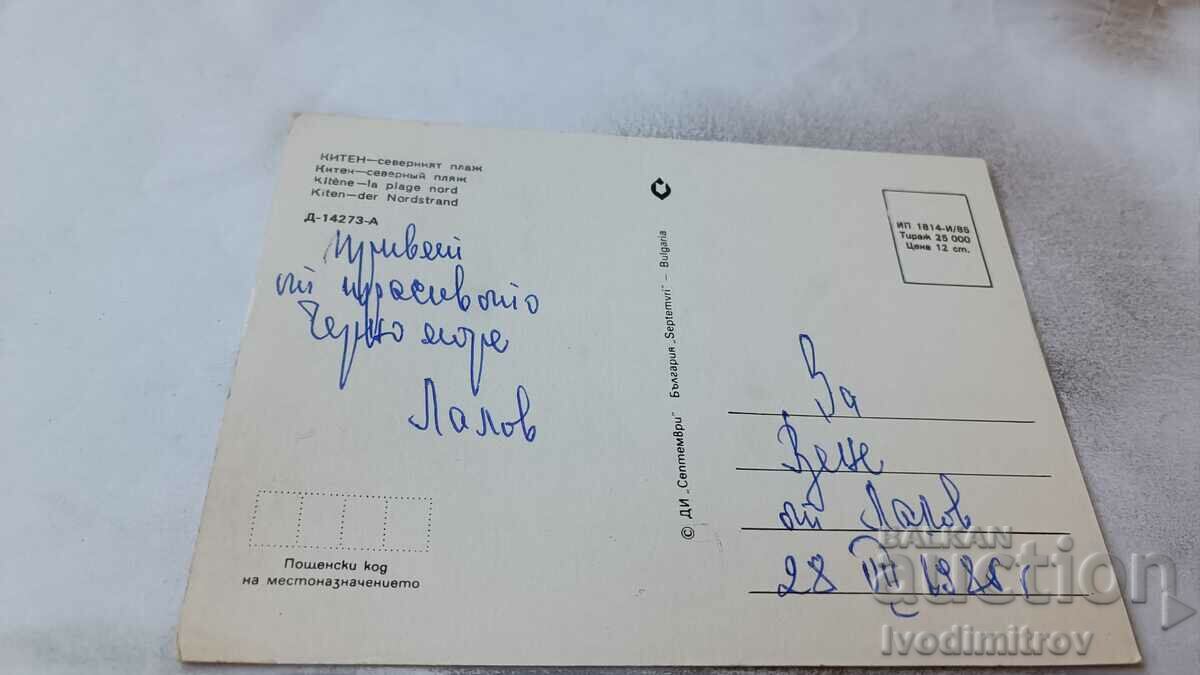 КИТЕН—северният плаж
Китен—северный пляж
Kitène—la plage nord
Kiten—der Nordstrand
Д-14273-А
Привет
от красивото
Черно море
Лалов
Пощенски код
на местоназначението
© ДИ „Септември" България „Septemvri" – Bulgaria
ИП 1814-И/86
Тираж 25 000
Цена 12 ст.
За
от Лалов
28 VII
BALKAN
auction
Ivodimitrov